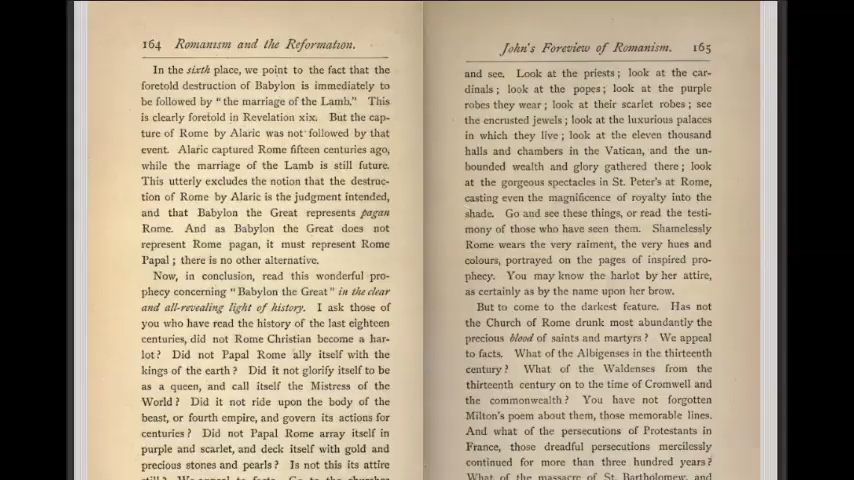 164 Romanism and the Reformation.
In the sixth place, we point to the fact that the
foretold destruction of Babylon is immediately to
be followed by "the marriage of the Lamb." This
is clearly foretold in Revelation xix. But the cap-
ture of Rome by Alaric was not followed by that
event. Alaric captured Rome fifteen centuries ago,
while the marriage of the Lamb is still future.
This utterly excludes the notion that the destruc-
tion of Rome by Alaric is the judgment intended,
and that Babylon the Great represents pagan
Rome. And as Babylon the Great does not
represent Rome pagan, it must represent Rome
Papal; there is no other alternative.
Now, in conclusion, read this wonderful pro-
phecy concerning "Babylon the Great" in the clear
and all-revealing light of history. I ask those of
you who have read the history of the last eighteen
centuries, did not Rome Christian become a har-
lot? Did not Papal Rome ally itself with the
kings of the earth? Did it not glorify itself to be
as a queen, and call itself the Mistress of the
World? Did it not ride upon the body of the
beast, or fourth empire, and govern its actions for
centuries? Did not Papal Rome array itself in
purple and scarlet, and deck itself with gold and
precious stones and pearls? Is not this its attire
still? We appeal to facts. Go to the churches
John's Foreview of Romanism. 165
and see. Look at the priests; look at the car-
dinals; look at the popes; look at the purple
robes they wear; look at their scarlet robes; see
the encrusted jewels; look at the luxurious palaces
in which they live; look at the eleven thousand
halls and chambers in the Vatican, and the un-
bounded wealth and glory gathered there; look
at the gorgeous spectacles in St. Peter's at Rome,
casting even the magnificence of royalty into the
shade. Go and see these things, or read the testi-
mony of those who have seen them. Shamelessly
Rome wears the very raiment, the very hues and
colours, portrayed on the pages of inspired pro-
phecy. You may know the harlot by her attire,
as certainly as by the name upon her brow.
But to come to the darkest feature. Has not
the Church of Rome drunk most abundantly the
precious blood of saints and martyrs? We appeal
to facts. What of the Albigenses in the thirteenth
century? What of the Waldenses from the
thirteenth century on to the time of Cromwell and
the commonwealth? You have not forgotten
Milton's poem about them, those memorable lines.
And what of the persecutions of Protestants in
France, those dreadful persecutions mercilessly
continued for more than three hundred years?
What of the massacre of St. Bartholomew, and